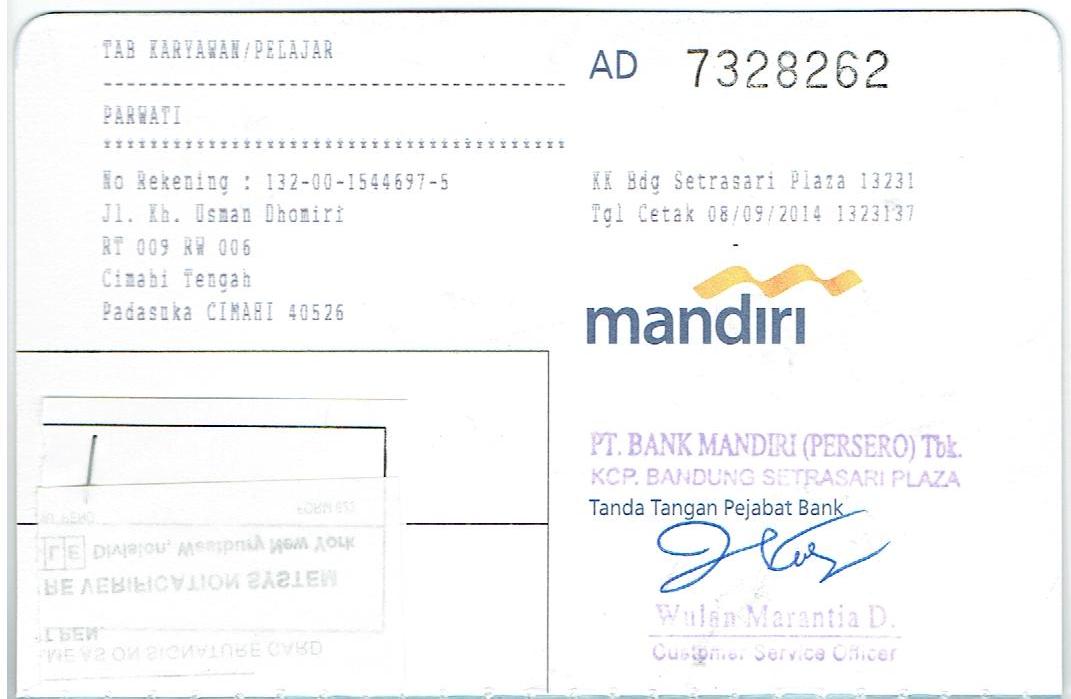 TAB KARYAWAN/PELAJAR
----------------------------------------
PARWATI
****************************************
No Rekening : 132-00-1544697-5
Jl. Kh. Usman Dhomiri
RT 009 RW 006
Cimahi Tengah
Padasuka CIMAHI 40526
AD 7328262
KK Bdg Setrasari Plaza 13231
Tgl Cetak 08/09/2014 1323137
-
mandiri
PT. BANK MANDIRI (PERSERO) Tbk.
KCP. BANDUNG SETRASARI PLAZA
Tanda Tangan Pejabat Bank
Wulan Marantia D.
Customer Service Officer
ME AS ON SIGNATURE CARD
T PEN.
RE VERIFICATION SYSTEM
LE Division, Westbury New York
FORM